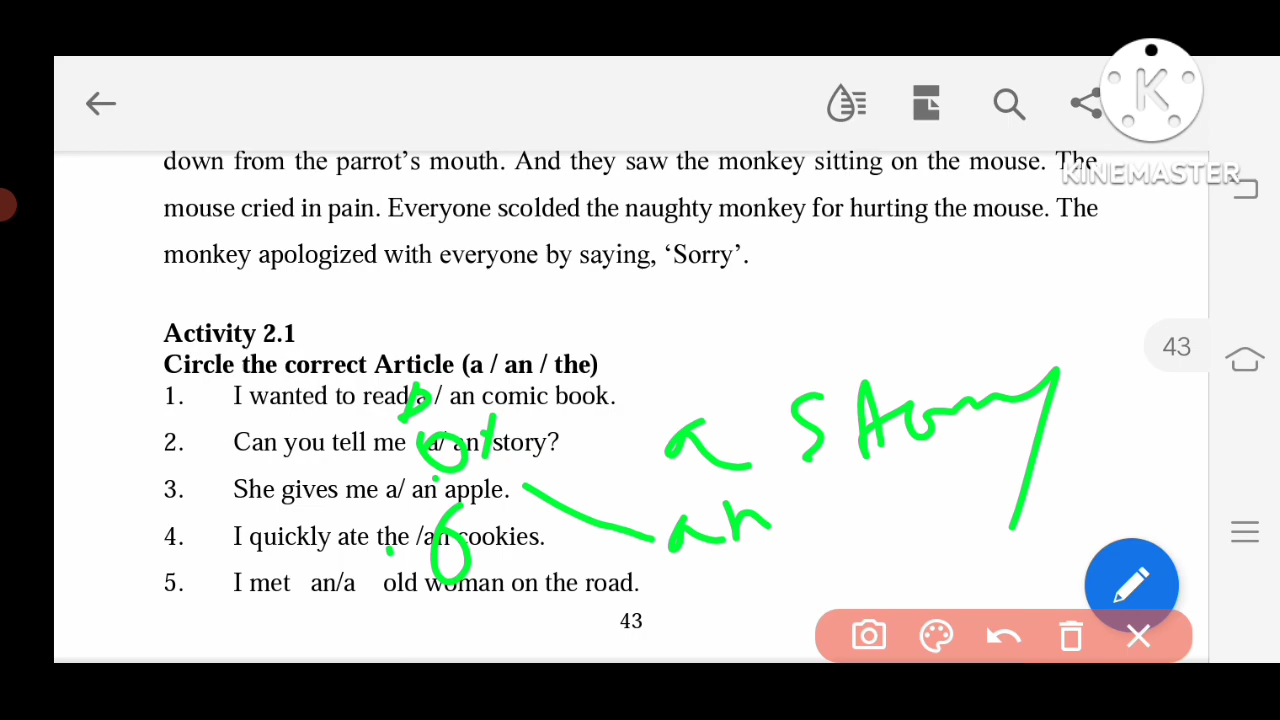 KINEMASTER
down from the parrot’s mouth. And they saw the monkey sitting on the mouse. The
mouse cried in pain. Everyone scolded the naughty monkey for hurting the mouse. The
monkey apologized with everyone by saying, ‘Sorry’.
Activity 2.1
Circle the correct Article (a / an / the)
1. I wanted to read a / an comic book.
2. Can you tell me a/ an story?
3. She gives me a/ an apple.
4. I quickly ate the /an cookies.
5. I met an/a old woman on the road.
43
43
a story
an